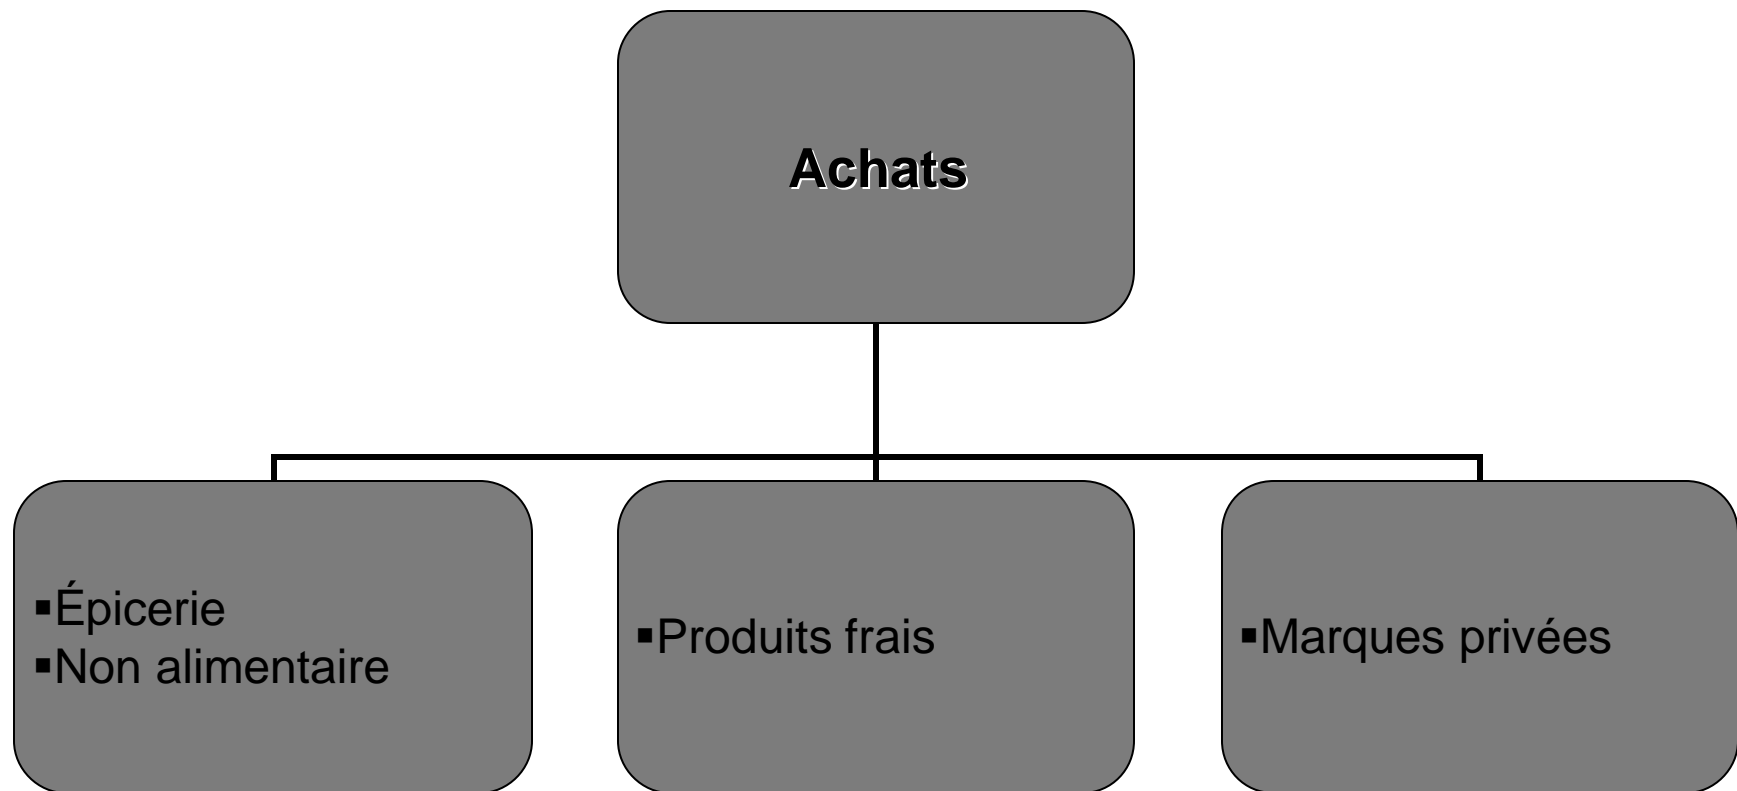 Achats
▪Épicerie
▪Non alimentaire
▪Produits frais
▪Marques privées